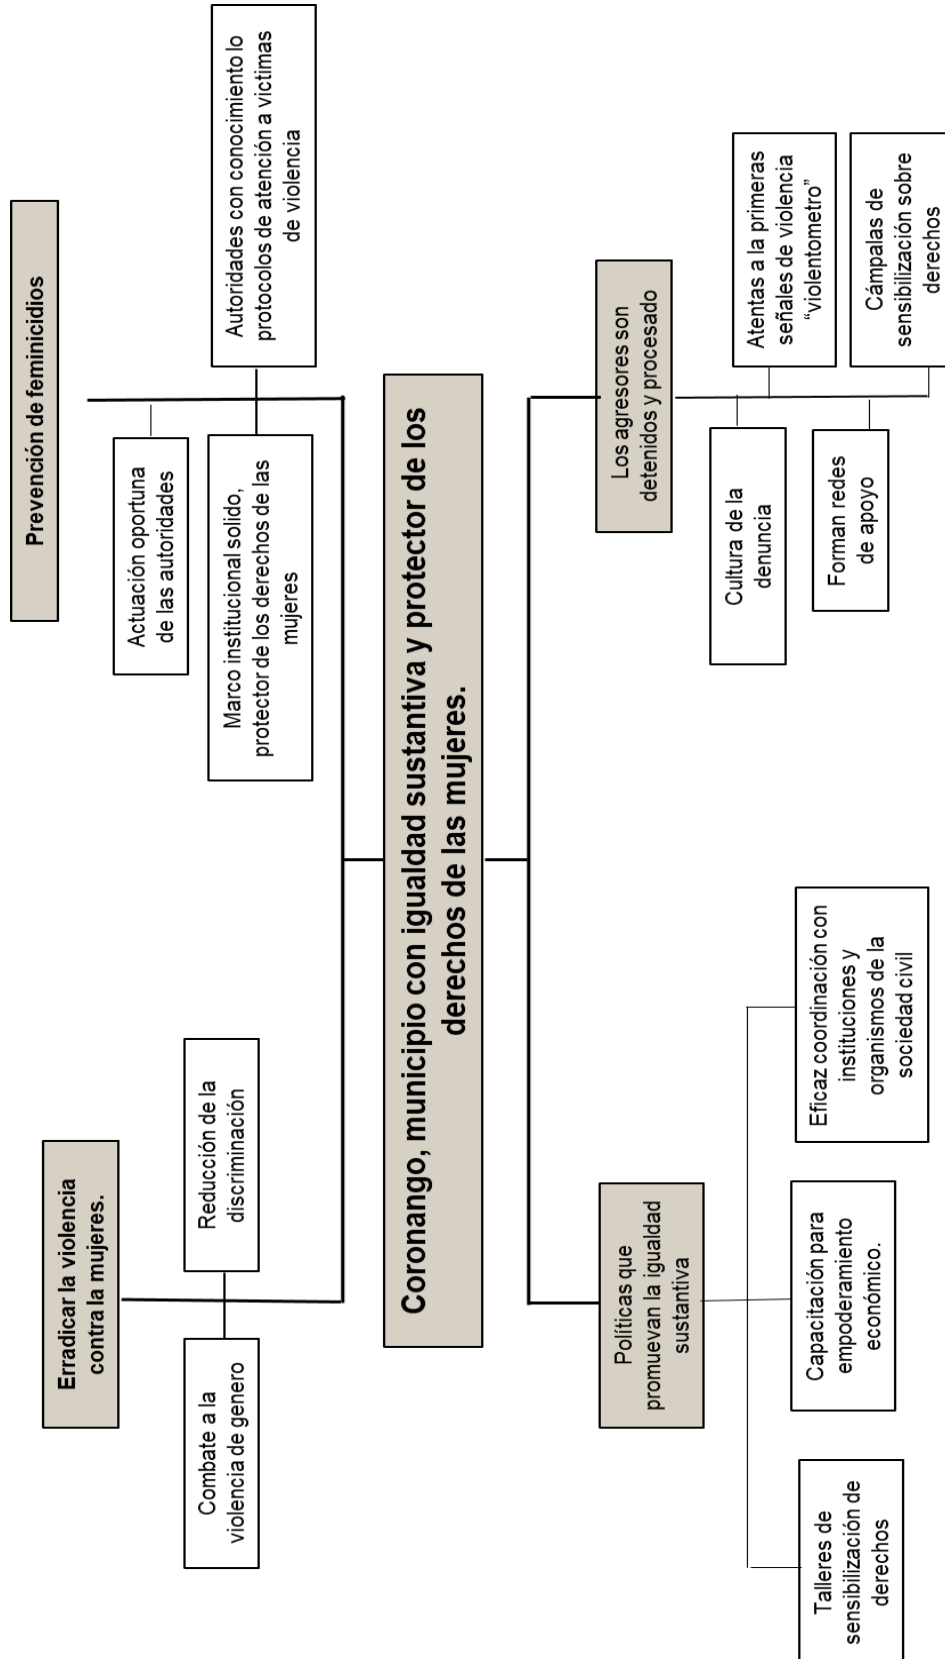 Erradicar la violencia
contra la mujeres.
Prevención de feminicidios
Combate a la
violencia de genero
Reducción de la
discriminación
Actuación oportuna
de las autoridades
Marco institucional solido,
protector de los derechos de las
mujeres
Autoridades con conocimiento lo
protocolos de atención a victimas
de violencia
Coronango, municipio con igualdad sustantiva y protector de los
derechos de las mujeres.
Políticas que
promuevan la igualdad
sustantiva
Los agresores son
detenidos y procesado
Talleres de
sensibilización de
derechos
Capacitación para
empoderamiento
económico.
Eficaz coordinación con
instituciones y
organismos de la
sociedad civil
Cultura de la
denuncia
Atentas a la primeras
señales de violencia
“violentometro”
Forman redes
de apoyo
Cámpalas de
sensibilización sobre
derechos